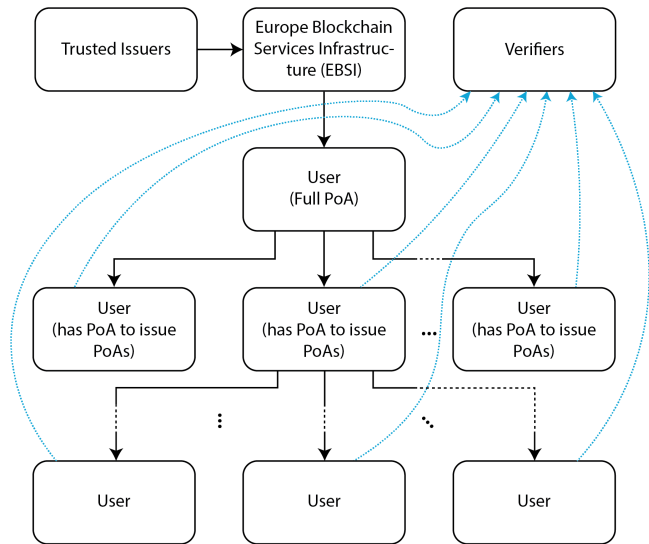 Trusted Issuers
Europe Blockchain
Services Infrastruc-
ture (EBSI)
Verifiers
User
(Full PoA)
User
(has PoA to issue
PoAs)
User
(has PoA to issue
PoAs)
...
User
(has PoA to issue
PoAs)
User
User
User